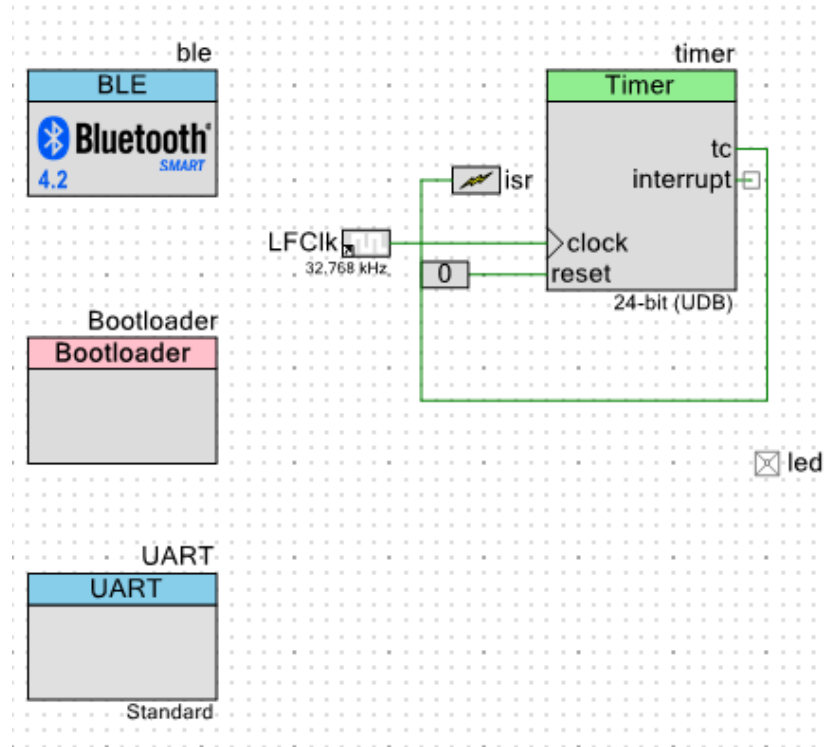 ble
BLE
Bluetooth
SMART
4.2
timer
Timer
tc
interrupt
isr
LFClk
32.768 kHz
clock
0
reset
24-bit (UDB)
Bootloader
Bootloader
led
UART
UART
Standard